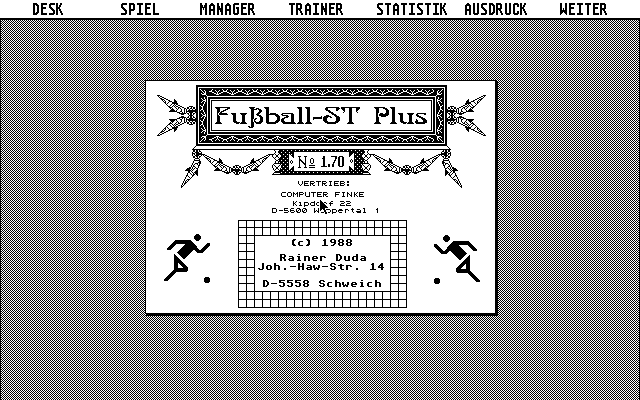 DESK SPIEL MANAGER TRAINER STATISTIK AUSDRUCK WEITER
Fußball-ST Plus
No 1.70
VERTRIEB:
COMPUTER FINKE
Kipdorf 22
D-5600 Wuppertal 1
(c) 1988
Rainer Duda
Joh.-Haw-Str. 14
D-5558 Schweich